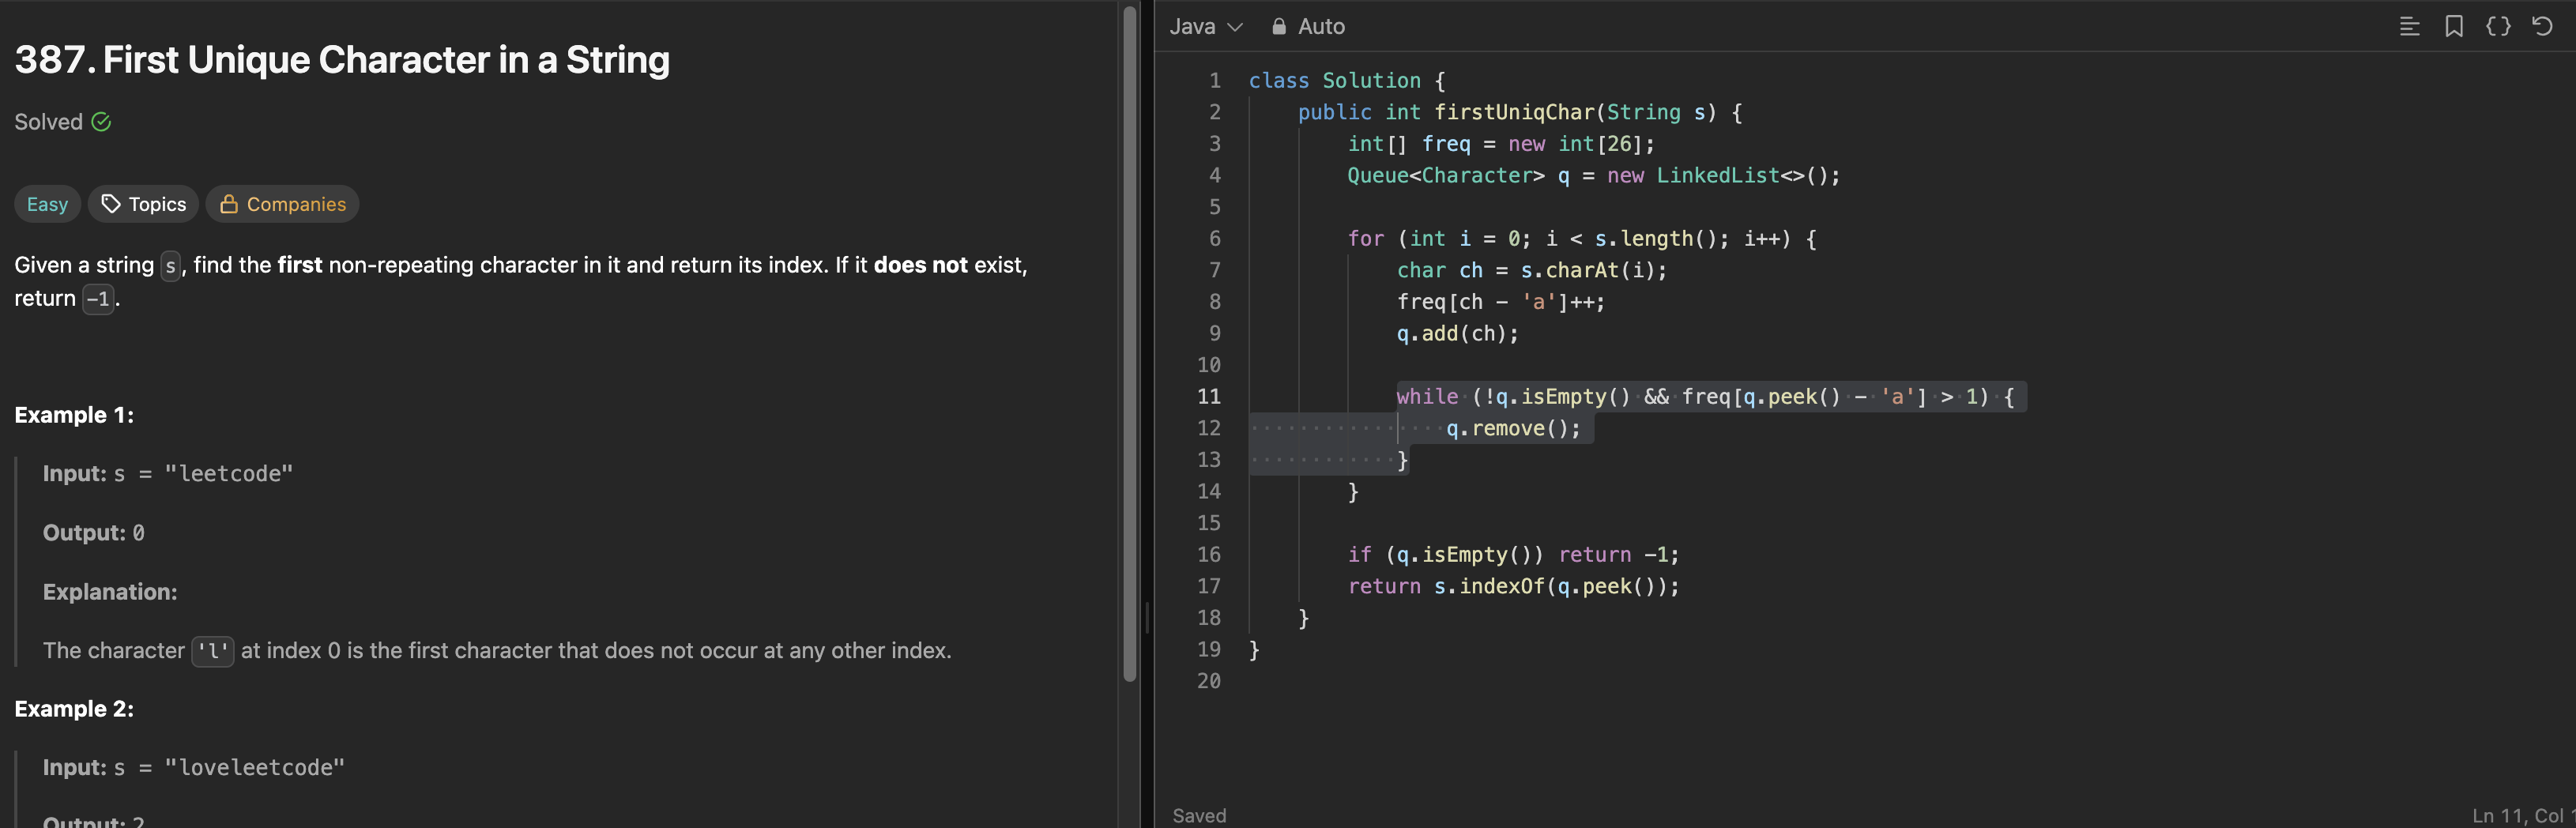 387. First Unique Character in a String
Solved
Easy
Topics
Companies
Given a string s, find the first non-repeating character in it and return its index. If it does not exist,
return -1.
Example 1:
Input: s = "leetcode"
Output: 0
Explanation:
The character 'l' at index 0 is the first character that does not occur at any other index.
Example 2:
Input: s = "loveleetcode"
Output: 2
Java
Auto
1 class Solution {
2     public int firstUniqChar(String s) {
3         int[] freq = new int[26];
4         Queue<Character> q = new LinkedList<>();
5
6         for (int i = 0; i < s.length(); i++) {
7             char ch = s.charAt(i);
8             freq[ch - 'a']++;
9             q.add(ch);
10
11             while (!q.isEmpty() && freq[q.peek() - 'a'] > 1) {
12                 q.remove();
13             }
14         }
15
16         if (q.isEmpty()) return -1;
17         return s.indexOf(q.peek());
18     }
19 }
20
Saved
Ln 11, Col